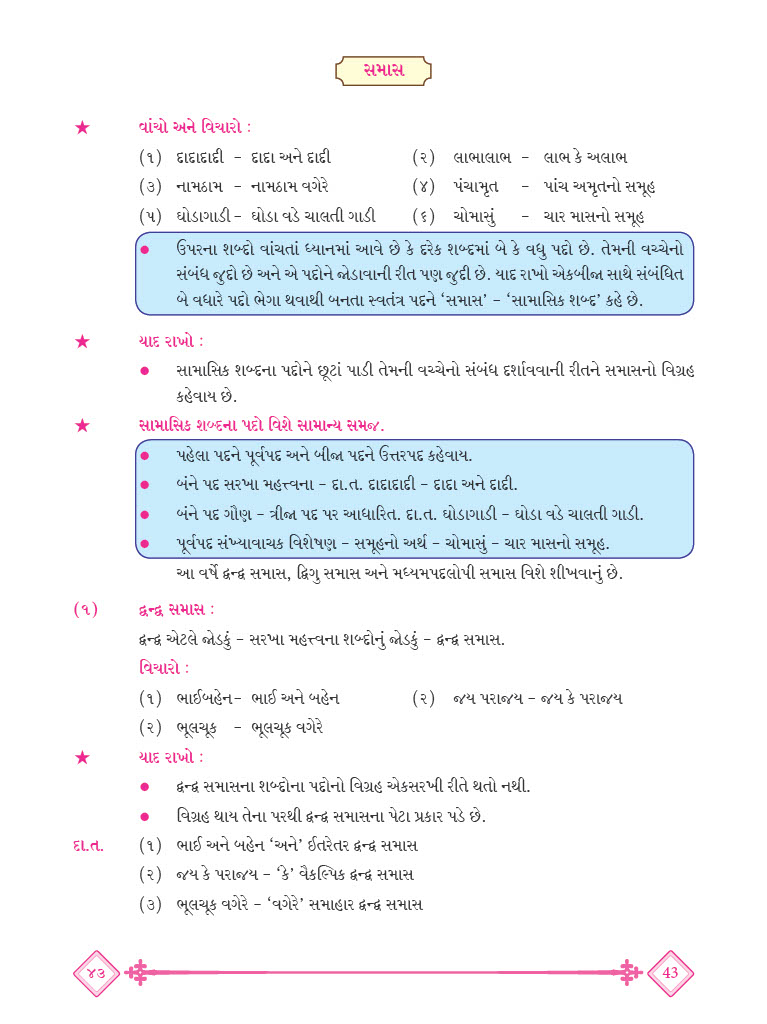 સમાસ
★ વાંચો અને વિચારો :
(૧) દાદાદાદી – દાદા અને દાદી (૨) લાભાલાભ – લાભ કે અલાભ
(૩) નામઠામ – નામઠામ વગેરે (૪) પંચામૃત – પાંચ અમૃતનો સમૂહ
(૫) ઘોડાગાડી – ઘોડા વડે ચાલતી ગાડી (૬) ચોમાસું – ચાર માસનો સમૂહ
● ઉપરના શબ્દો વાંચતાં ધ્યાનમાં આવે છે કે દરેક શબ્દમાં બે કે વધુ પદો છે. તેમની વચ્ચેનો
સંબંધ જુદો છે અને એ પદોને જોડાવાની રીત પણ જુદી છે. યાદ રાખો એકબીજા સાથે સંબંધિત
બે વધારે પદો ભેગા થવાથી બનતા સ્વતંત્ર પદને ‘સમાસ’ – ‘સામાસિક શબ્દ’ કહે છે.
★ યાદ રાખો :
● સામાસિક શબ્દના પદોને છૂટાં પાડી તેમની વચ્ચેનો સંબંધ દર્શાવવાની રીતને સમાસનો વિગ્રહ
કહેવાય છે.
★ સામાસિક શબ્દના પદો વિશે સામાન્ય સમજ.
● પહેલા પદને પૂર્વપદ અને બીજા પદને ઉત્તરપદ કહેવાય.
● બંને પદ સરખા મહત્ત્વના – દા.ત. દાદાદાદી – દાદા અને દાદી.
● બંને પદ ગૌણ – ત્રીજા પદ પર આધારિત. દા.ત. ઘોડાગાડી – ઘોડા વડે ચાલતી ગાડી.
● પૂર્વપદ સંખ્યાવાચક વિશેષણ – સમૂહનો અર્થ – ચોમાસું – ચાર માસનો સમૂહ.
આ વર્ષે દ્વન્દ્વ સમાસ, દ્વિગુ સમાસ અને મધ્યમપદલોપી સમાસ વિશે શીખવાનું છે.
(૧) દ્વન્દ્વ સમાસ :
દ્વન્દ્વ એટલે જોડકું – સરખા મહત્ત્વના શબ્દોનું જોડકું – દ્વન્દ્વ સમાસ.
વિચારો :
(૧) ભાઈબહેન – ભાઈ અને બહેન (૨) જય પરાજય – જય કે પરાજય
(૨) ભૂલચૂક – ભૂલચૂક વગેરે
★ યાદ રાખો :
● દ્વન્દ્વ સમાસના શબ્દોના પદોનો વિગ્રહ એકસરખી રીતે થતો નથી.
● વિગ્રહ થાય તેના પરથી દ્વન્દ્વ સમાસના પેટા પ્રકાર પડે છે.
દા.ત. (૧) ભાઈ અને બહેન ‘અને’ ઈતરેતર દ્વન્દ્વ સમાસ
(૨) જય કે પરાજય – ‘કે’ વૈકલ્પિક દ્વન્દ્વ સમાસ
(૩) ભૂલચૂક વગેરે – ‘વગેરે’ સમાહાર દ્વન્દ્વ સમાસ
૪૩ 43